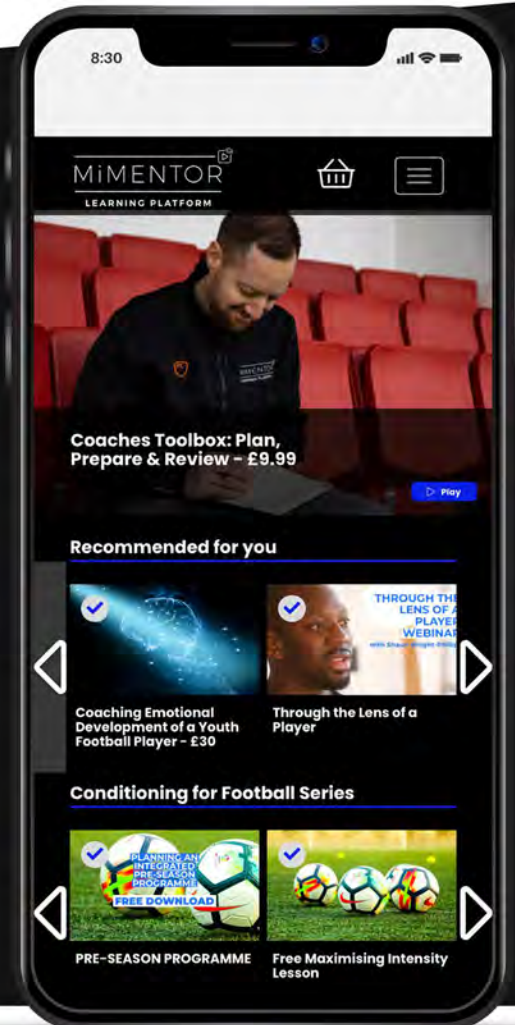 8:30
MiMENTOR
LEARNING PLATFORM
Coaches Toolbox: Plan,
Prepare & Review - £9.99
Play
Recommended for you
THROUGH THE
LENS OF A
PLAYER
WEBINAR
with Shaun
Coaching Emotional
Development of a Youth
Football Player - £30
Through the Lens of a
Player
Conditioning for Football Series
PLANNING AN
INTEGRATED
PRE-SEASON
PROGRAMME
FREE DOWNLOAD
PRE-SEASON PROGRAMME
Free Maximising Intensity
Lesson